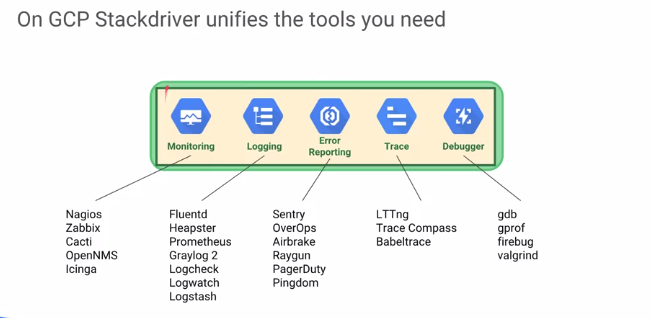 On GCP Stackdriver unifies the tools you need
Monitoring
Logging
Error
Reporting
Trace
Debugger
Nagios
Zabbix
Cacti
OpenNMS
Icinga
Fluentd
Heapster
Prometheus
Graylog 2
Logcheck
Logwatch
Logstash
Sentry
OverOps
Airbrake
Raygun
PagerDuty
Pingdom
LTTng
Trace Compass
Babeltrace
gdb
gprof
firebug
valgrind